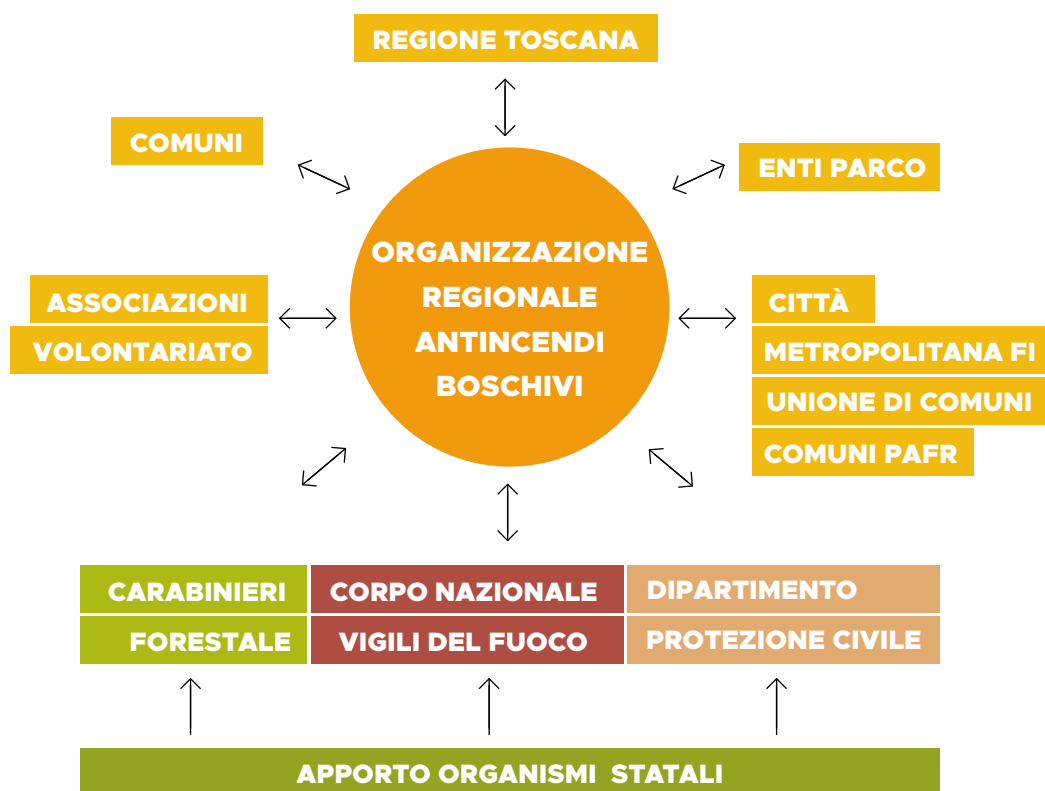 REGIONE TOSCANA
COMUNI
ENTI PARCO
ORGANIZZAZIONE
REGIONALE
ANTINCENDI
BOSCHIVI
ASSOCIAZIONI
VOLONTARIATO
CITTÀ
METROPOLITANA FI
UNIONE DI COMUNI
COMUNI PAFR
CARABINIERI
FORESTALE
CORPO NAZIONALE
VIGILI DEL FUOCO
DIPARTIMENTO
PROTEZIONE CIVILE
APPORTO ORGANISMI STATALI